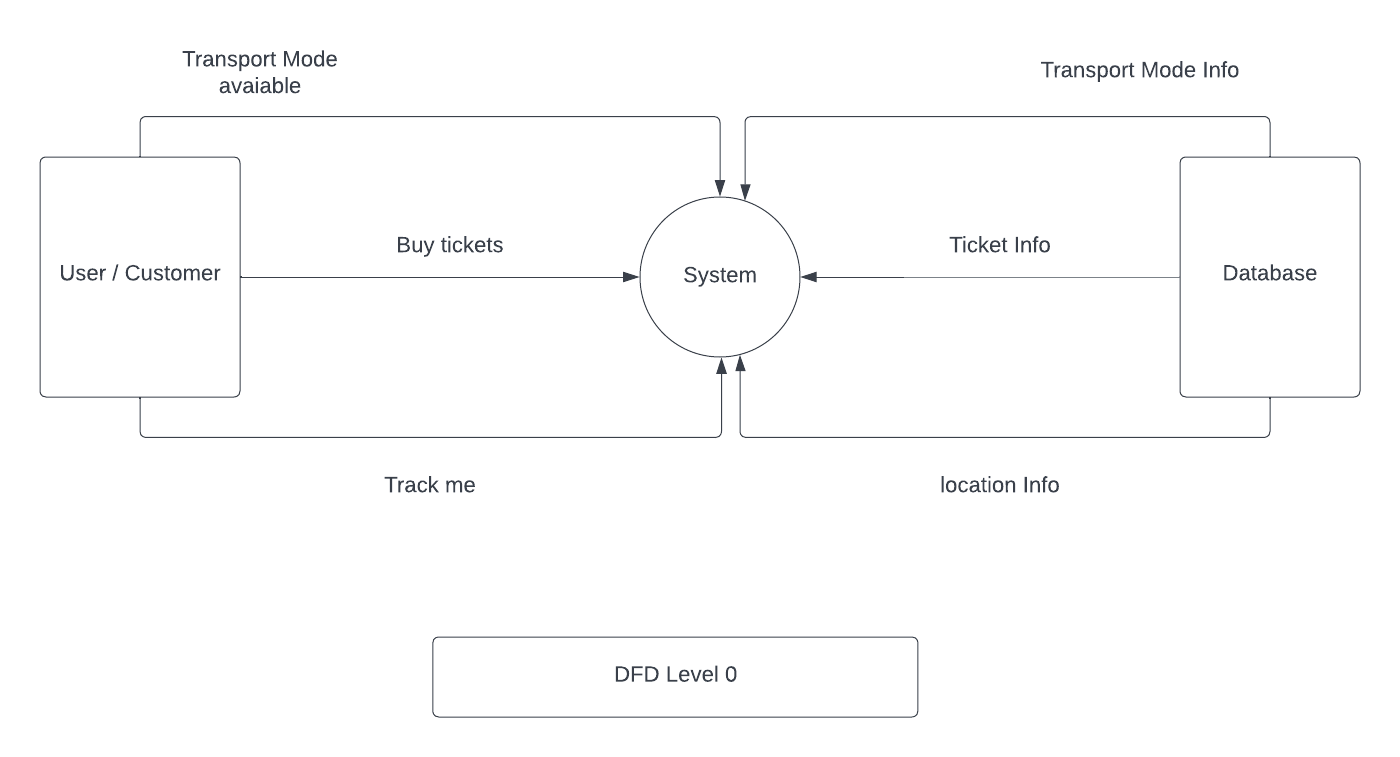 Transport Mode
avaiable
Transport Mode Info
Buy tickets
Ticket Info
User / Customer
System
Database
Track me
location Info
DFD Level 0